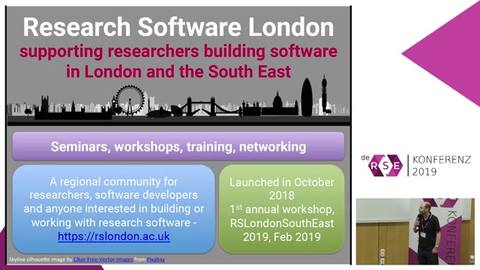 Research Software London
supporting researchers building software
in London and the South East
Seminars, workshops, training, networking
A regional community for
researchers, software developers
and anyone interested in building or
working with research software -
https://rslondon.ac.uk
Launched in October
2018
1st annual workshop,
RSLondonSouthEast
2019, Feb 2019
Skyline silhouette image by Clker-Free-Vector-Images from Pixabay
de
RSE
KONFERENZ
2019